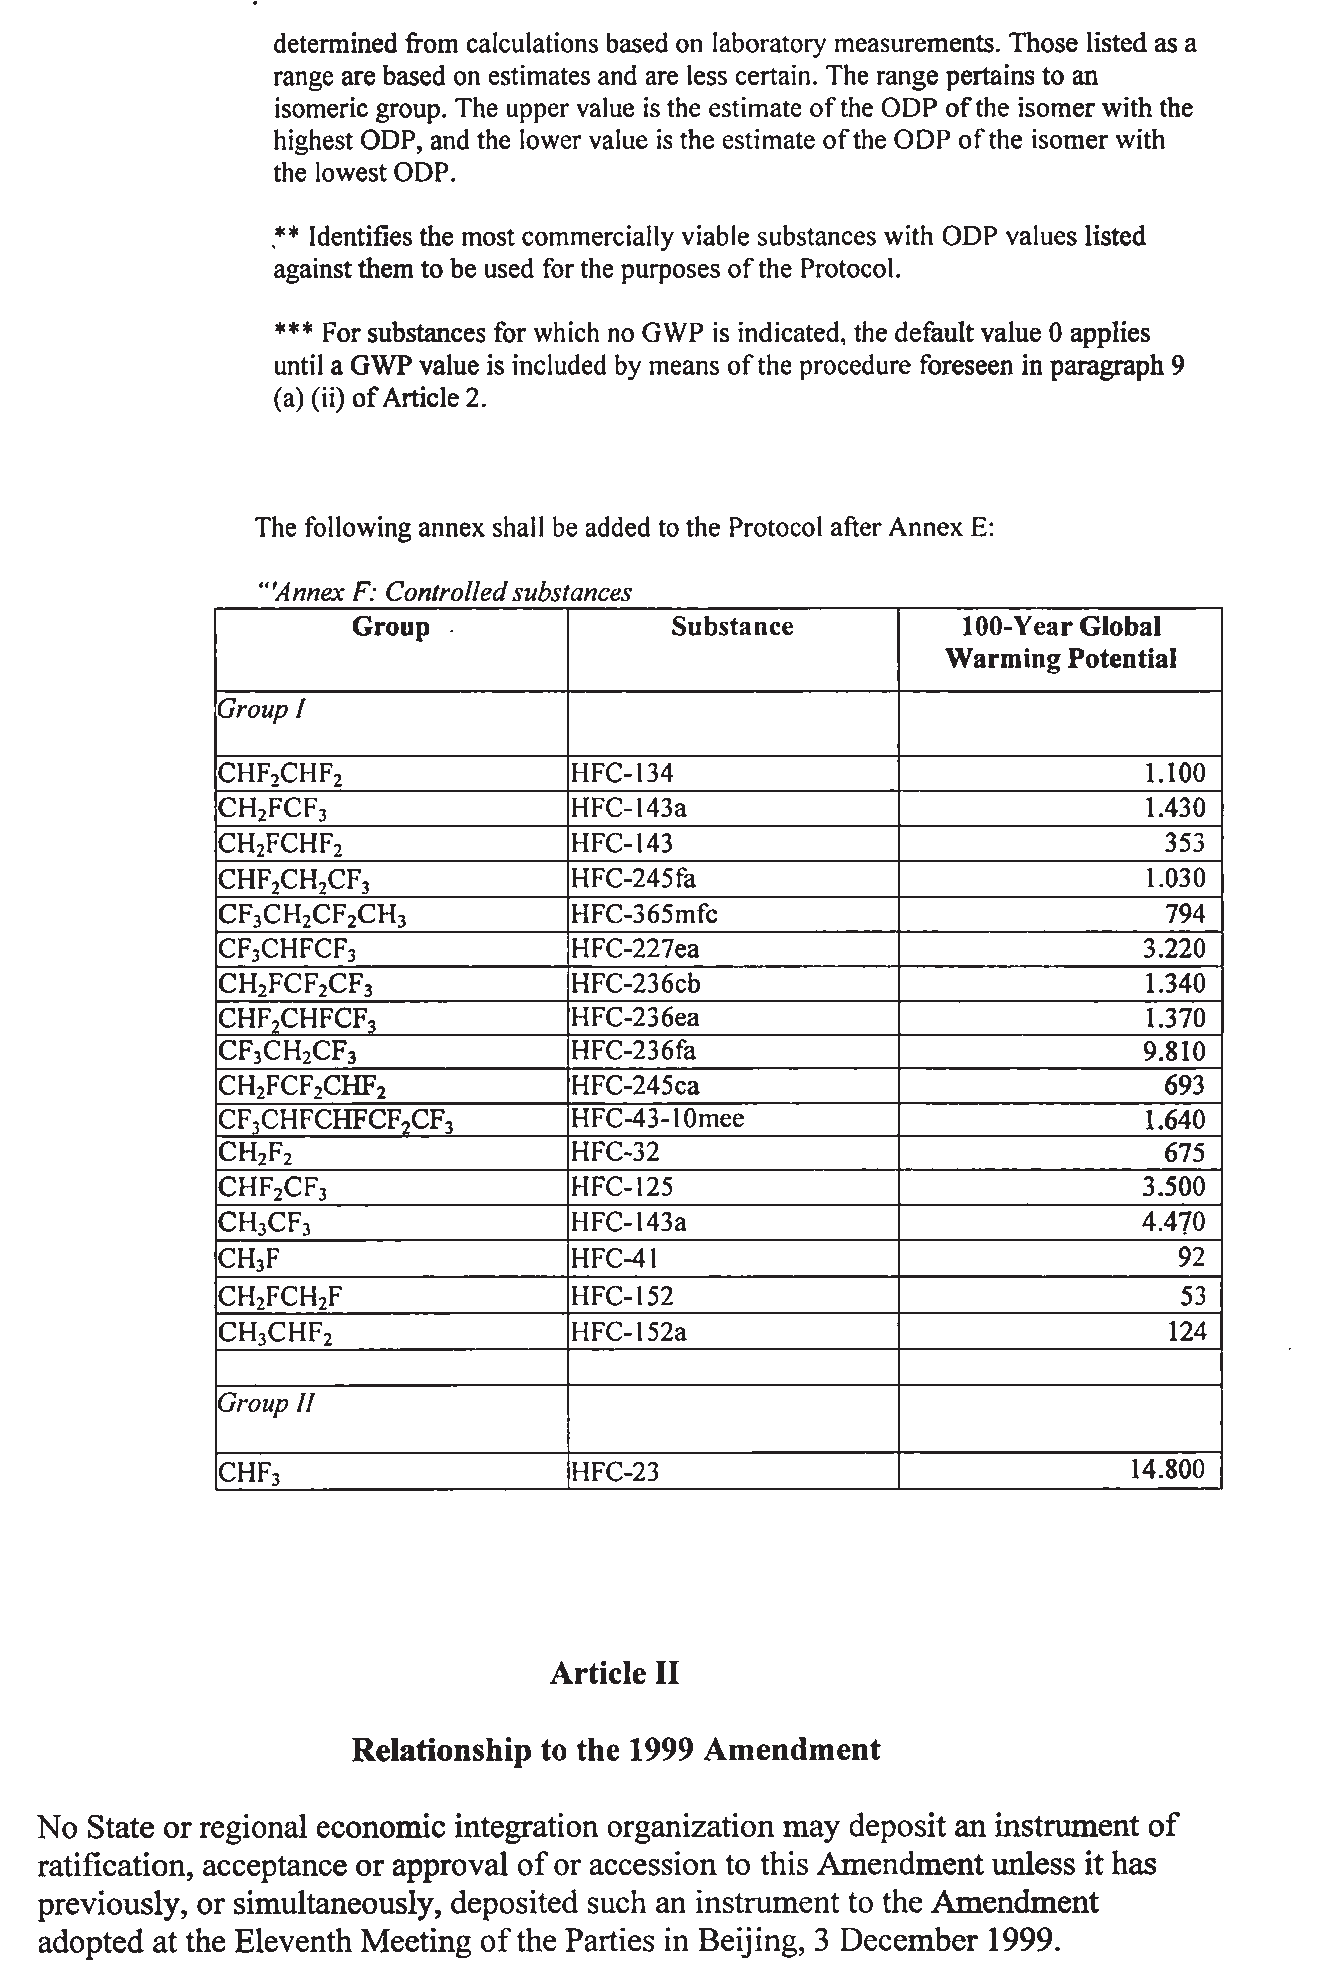 determined from calculations based on laboratory measurements. Those listed as a
range are based on estimates and are less certain. The range pertains to an
isomeric group. The upper value is the estimate of the ODP of the isomer with the
highest ODP, and the lower value is the estimate of the ODP of the isomer with
the lowest ODP.
** Identifies the most commercially viable substances with ODP values listed
against them to be used for the purposes of the Protocol.
*** For substances for which no GWP is indicated, the default value 0 applies
until a GWP value is included by means of the procedure foreseen in paragraph 9
(a) (ii) of Article 2.
The following annex shall be added to the Protocol after Annex E:
“'Annex F: Controlled substances
Group Substance 100-Year Global
Warming Potential
Group I
CHF₂CHF₂ HFC-134 1.100
CH₂FCF₃ HFC-143a 1.430
CH₂FCHF₂ HFC-143 353
CHF₂CH₂CF₃ HFC-245fa 1.030
CF₃CH₂CF₂CH₃ HFC-365mfc 794
CF₃CHFCF₃ HFC-227ea 3.220
CH₂FCF₂CF₃ HFC-236cb 1.340
CHF₂CHFCF₃ HFC-236ea 1.370
CF₃CH₂CF₃ HFC-236fa 9.810
CH₂FCF₂CHF₂ HFC-245ca 693
CF₃CHFCHFCF₂CF₃ HFC-43-10mee 1.640
CH₂F₂ HFC-32 675
CHF₂CF₃ HFC-125 3.500
CH₃CF₃ HFC-143a 4.470
CH₃F HFC-41 92
CH₂FCH₂F HFC-152 53
CH₃CHF₂ HFC-152a 124
Group II
CHF₃ HFC-23 14.800
Article II
Relationship to the 1999 Amendment
No State or regional economic integration organization may deposit an instrument of
ratification, acceptance or approval of or accession to this Amendment unless it has
previously, or simultaneously, deposited such an instrument to the Amendment
adopted at the Eleventh Meeting of the Parties in Beijing, 3 December 1999.